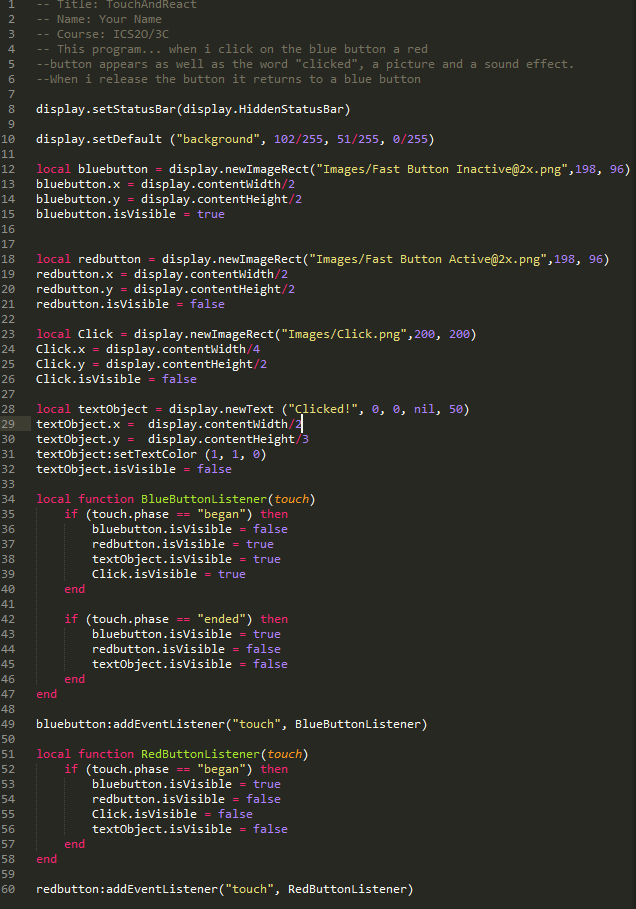 1 -- Title: TouchAndReact
2 -- Name: Your Name
3 -- Course: ICS2O/3C
4 -- This program... when i click on the blue button a red
5 --button appears as well as the word "clicked", a picture and a sound effect.
6 --When i release the button it returns to a blue button
7
8 display.setStatusBar(display.HiddenStatusBar)
9
10 display.setDefault ("background", 102/255, 51/255, 0/255)
11
12 local bluebutton = display.newImageRect("Images/Fast Button Inactive@2x.png",198, 96)
13 bluebutton.x = display.contentWidth/2
14 bluebutton.y = display.contentHeight/2
15 bluebutton.isVisible = true
16
17
18 local redbutton = display.newImageRect("Images/Fast Button Active@2x.png",198, 96)
19 redbutton.x = display.contentWidth/2
20 redbutton.y = display.contentHeight/2
21 redbutton.isVisible = false
22
23 local Click = display.newImageRect("Images/Click.png",200, 200)
24 Click.x = display.contentWidth/4
25 Click.y = display.contentHeight/2
26 Click.isVisible = false
27
28 local textObject = display.newText ("Clicked!", 0, 0, nil, 50)
29 textObject.x =  display.contentWidth/2
30 textObject.y =  display.contentHeight/3
31 textObject:setTextColor (1, 1, 0)
32 textObject.isVisible = false
33
34 local function BlueButtonListener(touch)
35     if (touch.phase == "began") then
36         bluebutton.isVisible = false
37         redbutton.isVisible = true
38         textObject.isVisible = true
39         Click.isVisible = true
40     end
41
42     if (touch.phase == "ended") then
43         bluebutton.isVisible = true
44         redbutton.isVisible = false
45         textObject.isVisible = false
46     end
47 end
48
49 bluebutton:addEventListener("touch", BlueButtonListener)
50
51 local function RedButtonListener(touch)
52     if (touch.phase == "began") then
53         bluebutton.isVisible = true
54         redbutton.isVisible = false
55         Click.isVisible = false
56         textObject.isVisible = false
57     end
58 end
59
60 redbutton:addEventListener("touch", RedButtonListener)